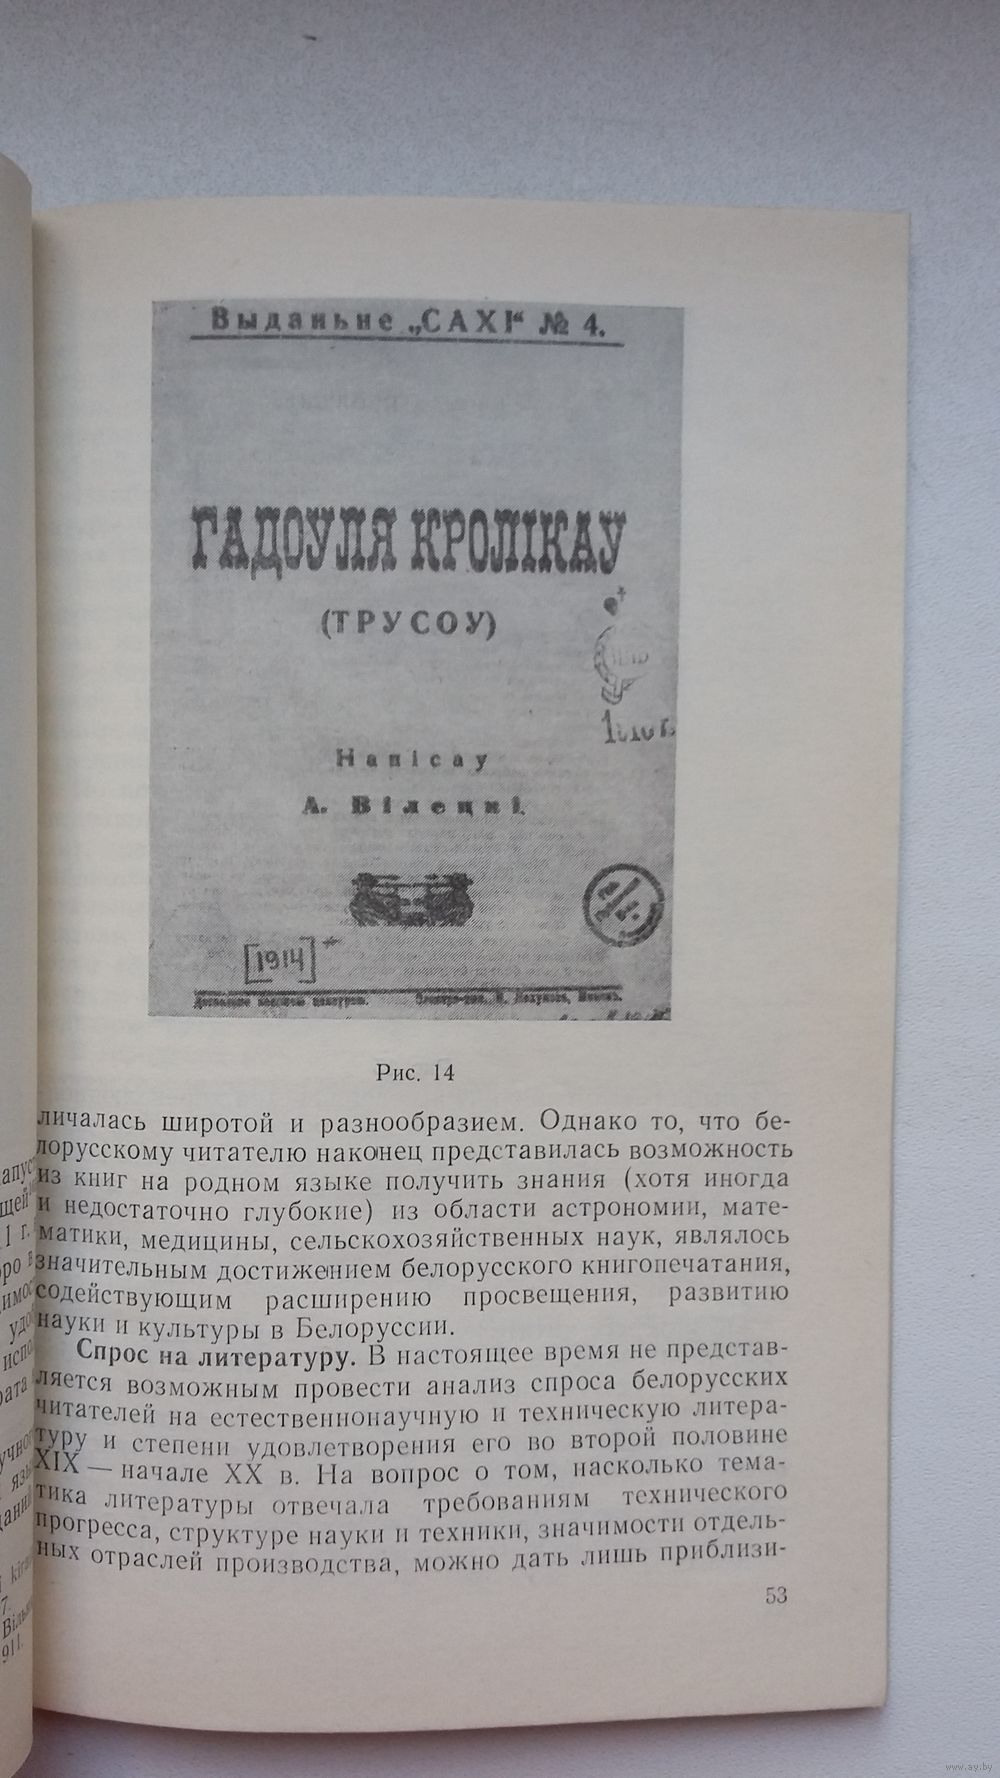 Выданьне „САХІ“ № 4.
ГАДОУЛЯ КРОЛІКАУ
(ТРУСОУ)
Напісау
А. Вілецкі.
[1914]
Рис. 14
личалась широтой и разнообразием. Однако то, что бе-
лорусскому читателю наконец представилась возможность
из книг на родном языке получить знания (хотя иногда
и недостаточно глубокие) из области астрономии, мате-
матики, медицины, сельскохозяйственных наук, являлось
значительным достижением белорусского книгопечатания,
содействующим расширению просвещения, развитию
науки и культуры в Белоруссии.
Спрос на литературу. В настоящее время не представ-
ляется возможным провести анализ спроса белорусских
читателей на естественнонаучную и техническую литера-
туру и степени удовлетворения его во второй половине
XIX — начале XX в. На вопрос о том, насколько тема-
тика литературы отвечала требованиям технического
прогресса, структуре науки и техники, значимости отдель-
ных отраслей производства, можно дать лишь приблизи-
53
www.ay.by